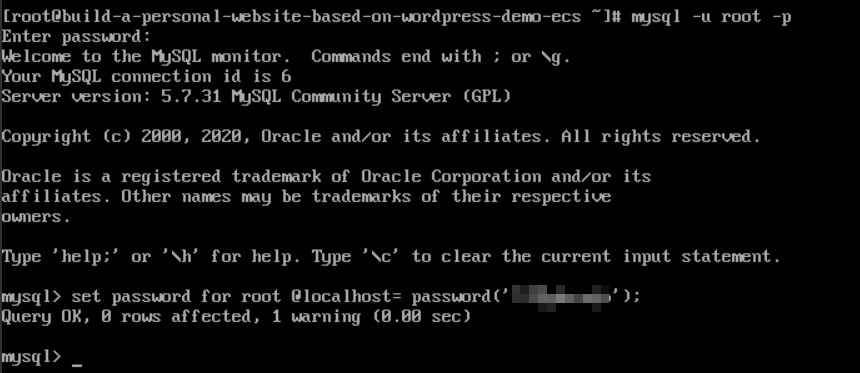 [root@build-a-personal-website-based-on-wordpress-demo-ecs ~]# mysql -u root -p
Enter password:
Welcome to the MySQL monitor.  Commands end with ; or \g.
Your MySQL connection id is 6
Server version: 5.7.31 MySQL Community Server (GPL)
Copyright (c) 2000, 2020, Oracle and/or its affiliates. All rights reserved.
Oracle is a registered trademark of Oracle Corporation and/or its
affiliates. Other names may be trademarks of their respective
owners.
Type 'help;' or '\h' for help. Type '\c' to clear the current input statement.
mysql> set password for root @localhost= password('');
Query OK, 0 rows affected, 1 warning (0.00 sec)
mysql> _